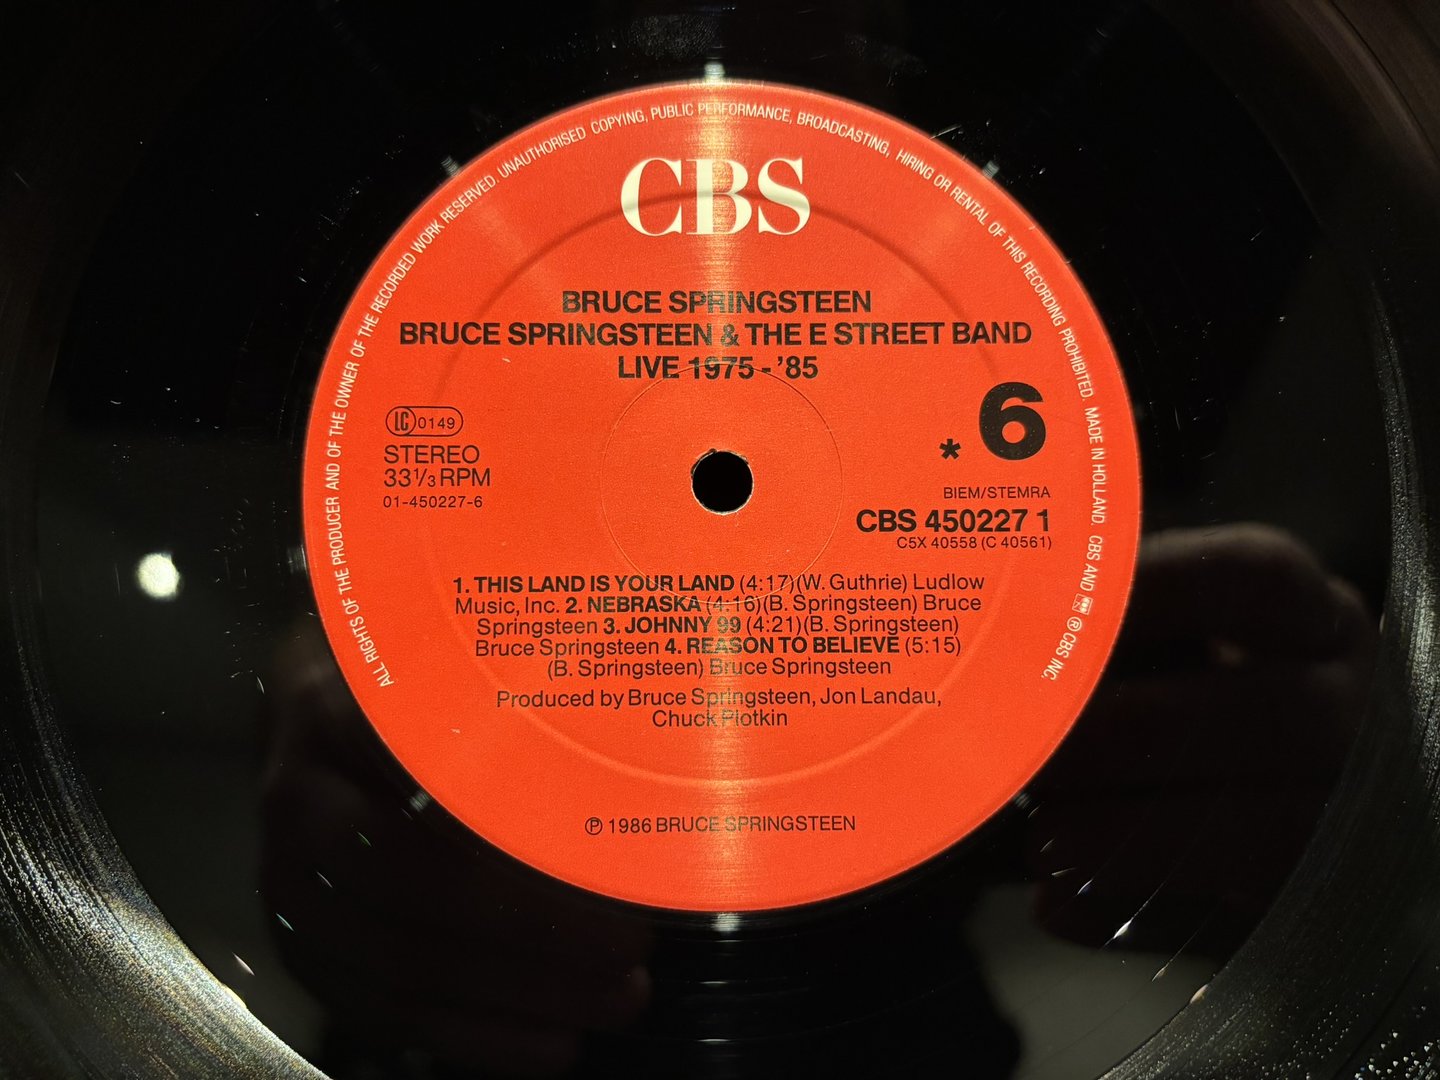 ALL RIGHTS OF THE PRODUCER AND OF THE OWNER OF THE RECORDED WORK RESERVED. UNAUTHORISED COPYING, PUBLIC PERFORMANCE, BROADCASTING, HIRING OR RENTAL OF THIS RECORDING PROHIBITED. MADE IN HOLLAND. CBS AND ® CBS INC.
CBS
BRUCE SPRINGSTEEN
BRUCE SPRINGSTEEN & THE E STREET BAND
LIVE 1975 - ’85
LC 0149
STEREO
33⅓ RPM
01-450227-6
* 6
BIEM/STEMRA
CBS 450227 1
C5X 40558 (C 40561)
1. THIS LAND IS YOUR LAND (4:17)(W. Guthrie) Ludlow
Music, Inc. 2. NEBRASKA (4:16)(B. Springsteen) Bruce
Springsteen 3. JOHNNY 99 (4:21)(B. Springsteen)
Bruce Springsteen 4. REASON TO BELIEVE (5:15)
(B. Springsteen) Bruce Springsteen
Produced by Bruce Springsteen, Jon Landau,
Chuck Plotkin
℗ 1986 BRUCE SPRINGSTEEN